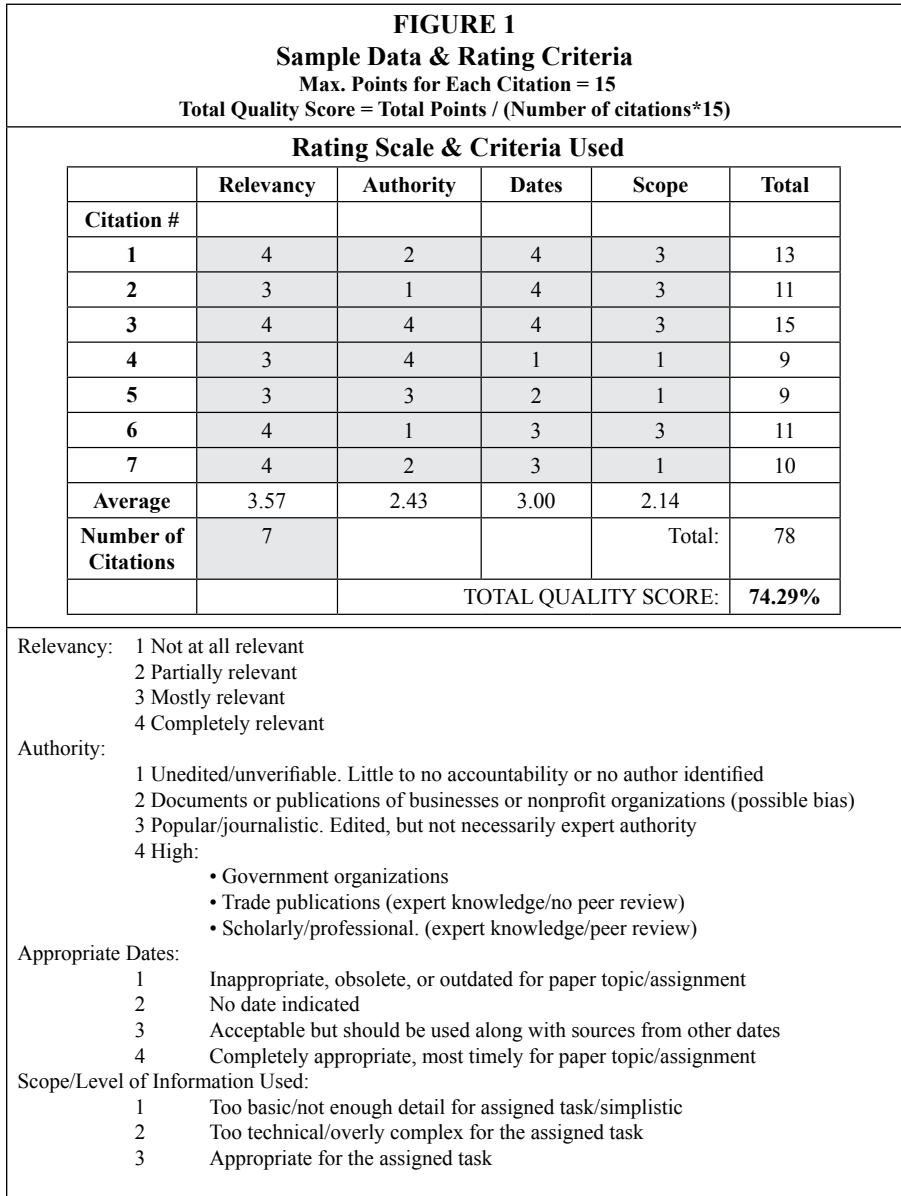 FIGURE 1
Sample Data & Rating Criteria
Max. Points for Each Citation = 15
Total Quality Score = Total Points / (Number of citations*15)
Rating Scale & Criteria Used
Relevancy Authority Dates Scope Total
Citation #
1 4 2 4 3 13
2 3 1 4 3 11
3 4 4 4 3 15
4 3 4 1 1 9
5 3 3 2 1 9
6 4 1 3 3 11
7 4 2 3 1 10
Average 3.57 2.43 3.00 2.14
Number of 7 Total: 78
Citations
TOTAL QUALITY SCORE: 74.29%
Relevancy: 1 Not at all relevant
2 Partially relevant
3 Mostly relevant
4 Completely relevant
Authority:
1 Unedited/unverifiable. Little to no accountability or no author identified
2 Documents or publications of businesses or nonprofit organizations (possible bias)
3 Popular/journalistic. Edited, but not necessarily expert authority
4 High:
• Government organizations
• Trade publications (expert knowledge/no peer review)
• Scholarly/professional. (expert knowledge/peer review)
Appropriate Dates:
1 Inappropriate, obsolete, or outdated for paper topic/assignment
2 No date indicated
3 Acceptable but should be used along with sources from other dates
4 Completely appropriate, most timely for paper topic/assignment
Scope/Level of Information Used:
1 Too basic/not enough detail for assigned task/simplistic
2 Too technical/overly complex for the assigned task
3 Appropriate for the assigned task